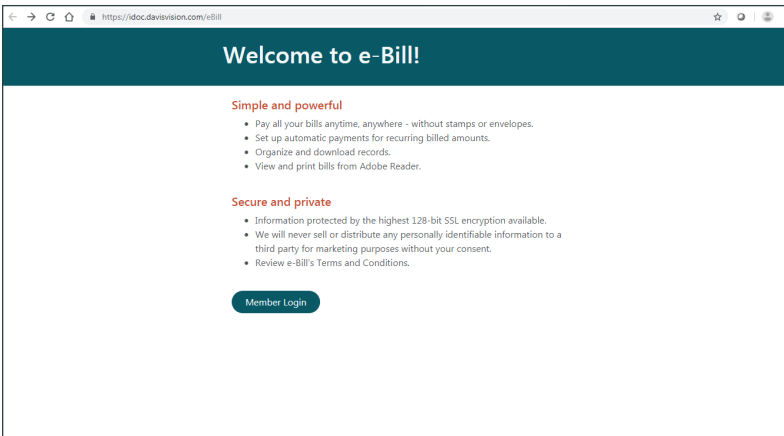 https://idoc.davisvision.com/eBill
Welcome to e-Bill!
Simple and powerful
• Pay all your bills anytime, anywhere - without stamps or envelopes.
• Set up automatic payments for recurring billed amounts.
• Organize and download records.
• View and print bills from Adobe Reader.
Secure and private
• Information protected by the highest 128-bit SSL encryption available.
• We will never sell or distribute any personally identifiable information to a
third party for marketing purposes without your consent.
• Review e-Bill's Terms and Conditions.
Member Login